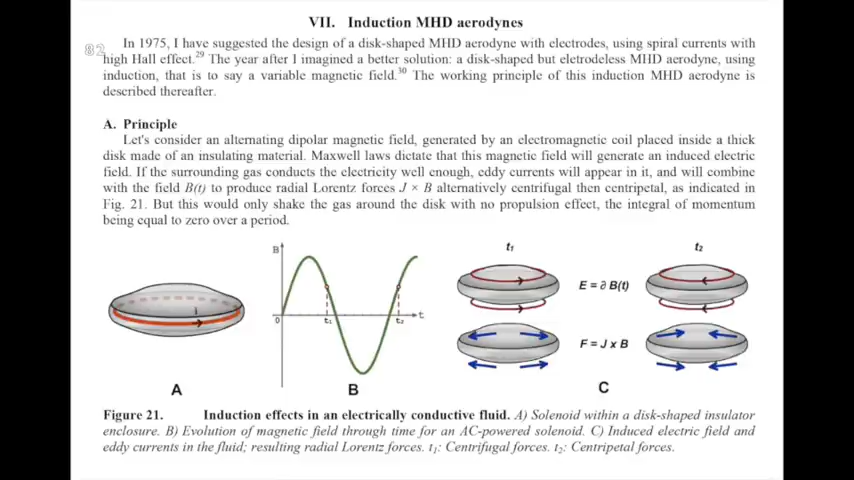 VII. Induction MHD aerodynes
82
In 1975, I have suggested the design of a disk-shaped MHD aerodyne with electrodes, using spiral currents with
high Hall effect.29 The year after I imagined a better solution: a disk-shaped but eletrodeless MHD aerodyne, using
induction, that is to say a variable magnetic field.30 The working principle of this induction MHD aerodyne is
described thereafter.
A. Principle
Let's consider an alternating dipolar magnetic field, generated by an electromagnetic coil placed inside a thick
disk made of an insulating material. Maxwell laws dictate that this magnetic field will generate an induced electric
field. If the surrounding gas conducts the electricity well enough, eddy currents will appear in it, and will combine
with the field B(t) to produce radial Lorentz forces J × B alternatively centrifugal then centripetal, as indicated in
Fig. 21. But this would only shake the gas around the disk with no propulsion effect, the integral of momentum
being equal to zero over a period.
i
A
B
0
t₁
t₂
t
B
t₁
t₂
E = ∂ B(t)
F = J x B
C
Figure 21. Induction effects in an electrically conductive fluid. A) Solenoid within a disk-shaped insulator
enclosure. B) Evolution of magnetic field through time for an AC-powered solenoid. C) Induced electric field and
eddy currents in the fluid; resulting radial Lorentz forces. t₁: Centrifugal forces. t₂: Centripetal forces.